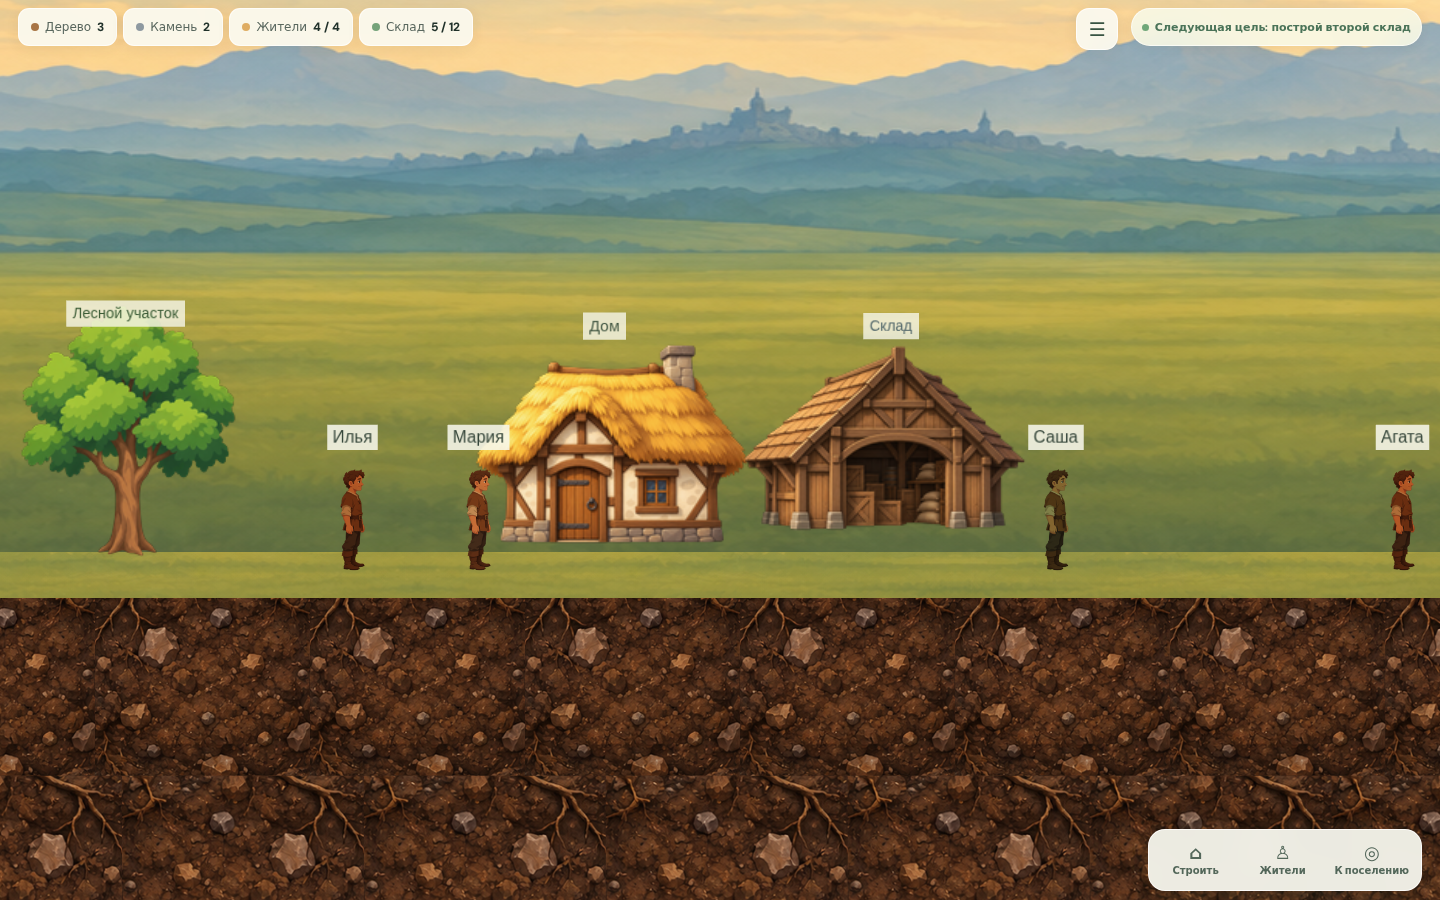 Дерево 3
Камень 2
Жители 4 / 4
Склад 5 / 12
Следующая цель: построй второй склад
Лесной участок
Дом
Склад
Илья
Мария
Саша
Агата
Строить
Жители
К поселению